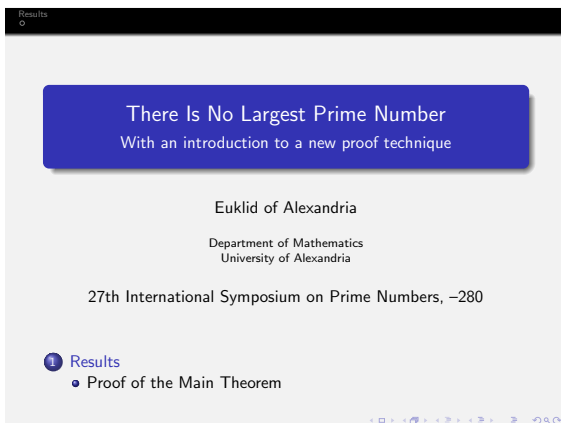 Results
There Is No Largest Prime Number
With an introduction to a new proof technique
Euklid of Alexandria
Department of Mathematics
University of Alexandria
27th International Symposium on Prime Numbers, –280
1 Results
Proof of the Main Theorem